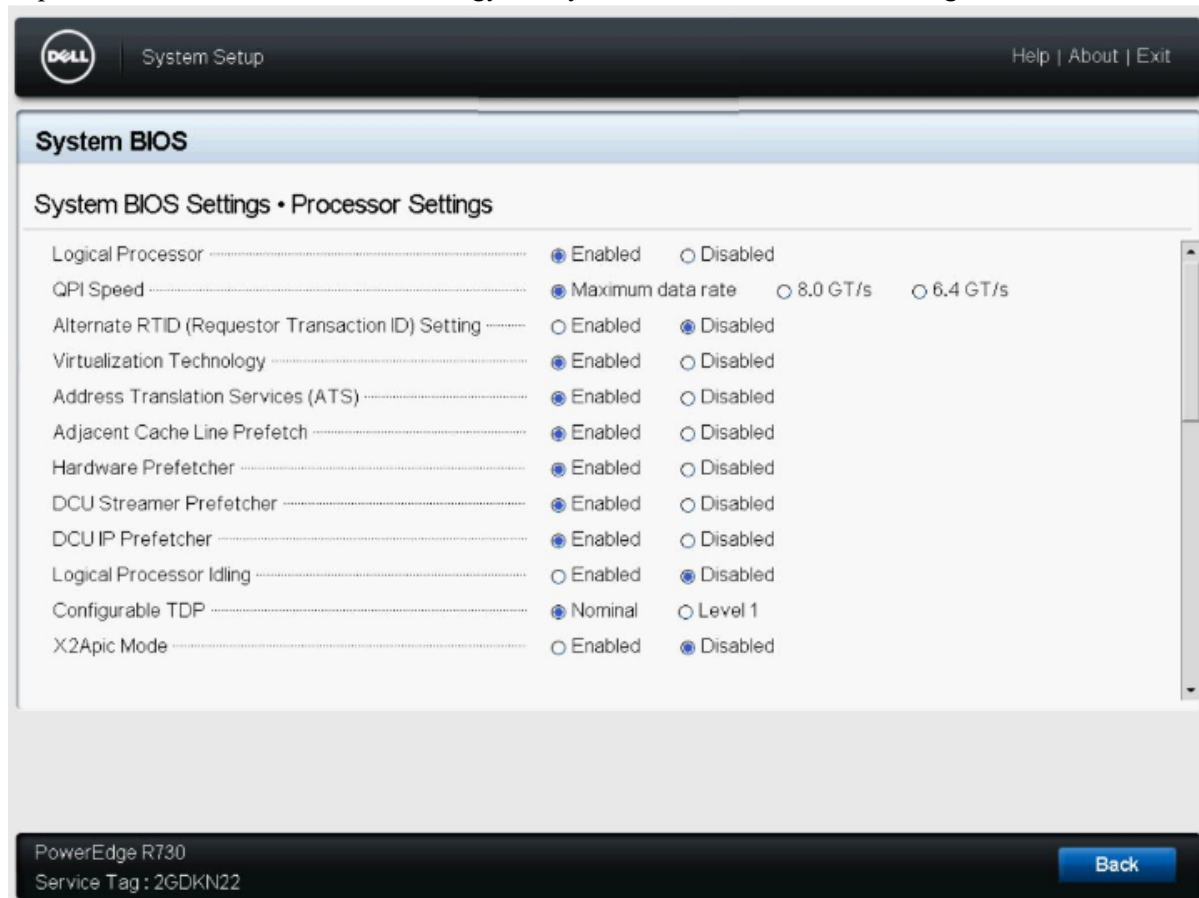 DELL
System Setup
Help | About | Exit
System BIOS
System BIOS Settings • Processor Settings
Logical Processor Enabled Disabled
QPI Speed Maximum data rate 8.0 GT/s 6.4 GT/s
Alternate RTID (Requestor Transaction ID) Setting Enabled Disabled
Virtualization Technology Enabled Disabled
Address Translation Services (ATS) Enabled Disabled
Adjacent Cache Line Prefetch Enabled Disabled
Hardware Prefetcher Enabled Disabled
DCU Streamer Prefetcher Enabled Disabled
DCU IP Prefetcher Enabled Disabled
Logical Processor Idling Enabled Disabled
Configurable TDP Nominal Level 1
X2Apic Mode Enabled Disabled
PowerEdge R730
Service Tag : 2GDKN22
Back